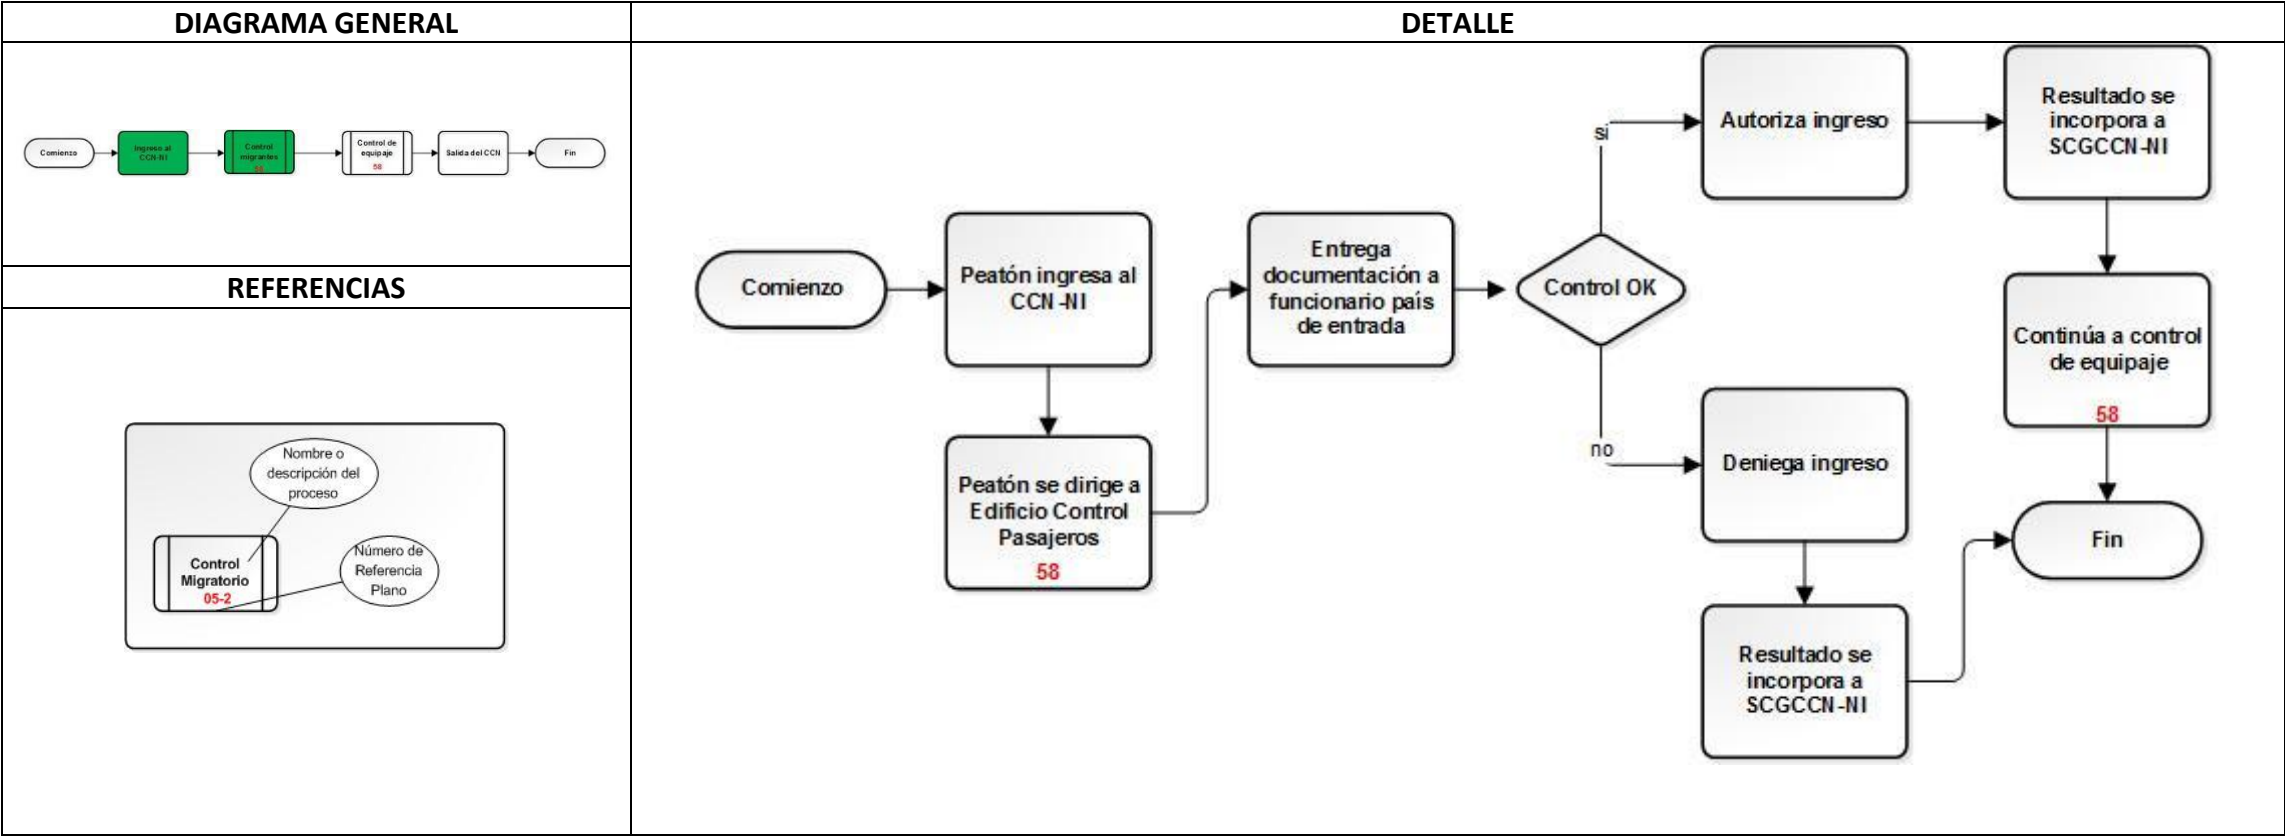 DIAGRAMA GENERAL
Comienzo
Ingreso al
CCN-NI
Control
migrantes
Control de
equipaje
58
Salida del CCN
Fin
REFERENCIAS
Nombre o
descripción del
proceso
Control
Migratorio
05-2
Número de
Referencia
Plano
DETALLE
Comienzo
Peatón ingresa al
CCN-NI
Peatón se dirige a
Edificio Control
Pasajeros
58
Entrega
documentación a
funcionario país
de entrada
Control OK
si
Autoriza ingreso
Resultado se
incorpora a
SCGCCN-NI
Continúa a control
de equipaje
58
no
Deniega ingreso
Resultado se
incorpora a
SCGCCN-NI
Fin